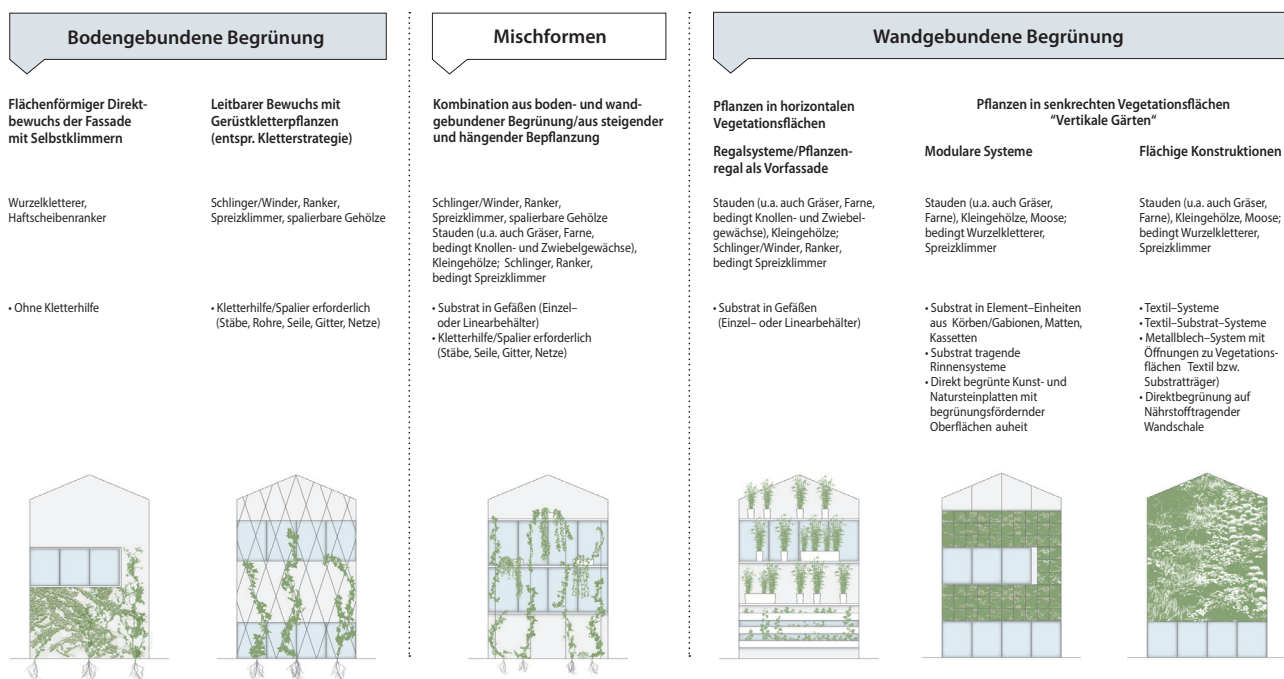 Bodengebundene Begrünung
Mischformen
Wandgebundene Begrünung
Flächenförmiger Direkt-
bewuchs der Fassade
mit Selbstklimmern
Leitbarer Bewuchs mit
Gerüstkletterpflanzen
(entspr. Kletterstrategie)
Kombination aus boden- und wand-
gebundener Begrünung/aus steigender
und hängender Bepflanzung
Pflanzen in horizontalen
Vegetationsflächen
Pflanzen in senkrechten Vegetationsflächen
"Vertikale Gärten"
Regalsysteme/Pflanzen-
regal als Vorfassade
Modulare Systeme
Flächige Konstruktionen
Wurzelkletterer,
Haftscheibenranker
Schlinger/Winder, Ranker,
Spreizklimmer, spalierbare Gehölze
Schlinger/Winder, Ranker,
Spreizklimmer, spalierbare Gehölze
Stauden (u.a. auch Gräser, Farne,
bedingt Knollen- und Zwiebelgewächse),
Kleingehölze; Schlinger, Ranker,
bedingt Spreizklimmer
Stauden (u.a. auch Gräser, Farne,
bedingt Knollen- und Zwiebel-
gewächse), Kleingehölze;
Schlinger/Winder, Ranker,
bedingt Spreizklimmer
Stauden (u.a. auch Gräser,
Farne), Kleingehölze, Moose;
bedingt Wurzelkletterer,
Spreizklimmer
Stauden (u.a. auch Gräser,
Farne), Kleingehölze, Moose;
bedingt Wurzelkletterer,
Spreizklimmer
• Ohne Kletterhilfe
• Kletterhilfe/Spalier erforderlich
(Stäbe, Rohre, Seile, Gitter, Netze)
• Substrat in Gefäßen (Einzel–
oder Linearbehälter)
• Kletterhilfe/Spalier erforderlich
(Stäbe, Seile, Gitter, Netze)
• Substrat in Gefäßen
(Einzel– oder Linearbehälter)
• Substrat in Element–Einheiten
aus Körben/Gabionen, Matten,
Kassetten
• Substrat tragende
Rinnensysteme
• Direkt begrünte Kunst- und
Natursteinplatten mit
begrünungsfördernder
Oberflächen auheit
• Textil–Systeme
• Textil–Substrat–Systeme
• Metallblech–System mit
Öffnungen zu Vegetations-
flächen Textil bzw.
Substratträger)
• Direktbegrünung auf
Nährstofftragender
Wandschale